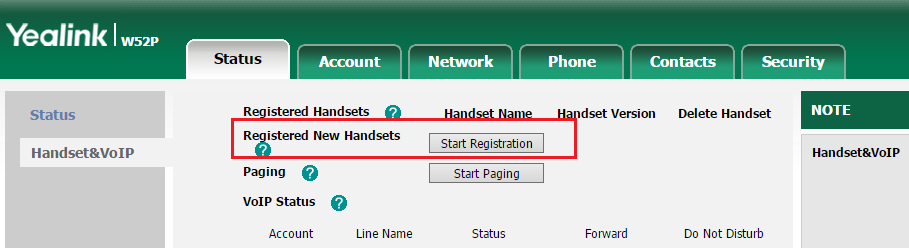 Yealink | W52P
Status Account Network Phone Contacts Security
Status
Handset&VoIP
Registered Handsets ? Handset Name Handset Version Delete Handset
Registered New Handsets ? Start Registration
Paging ? Start Paging
VoIP Status ?
Account Line Name Status Forward Do Not Disturb
NOTE
Handset&VoIP